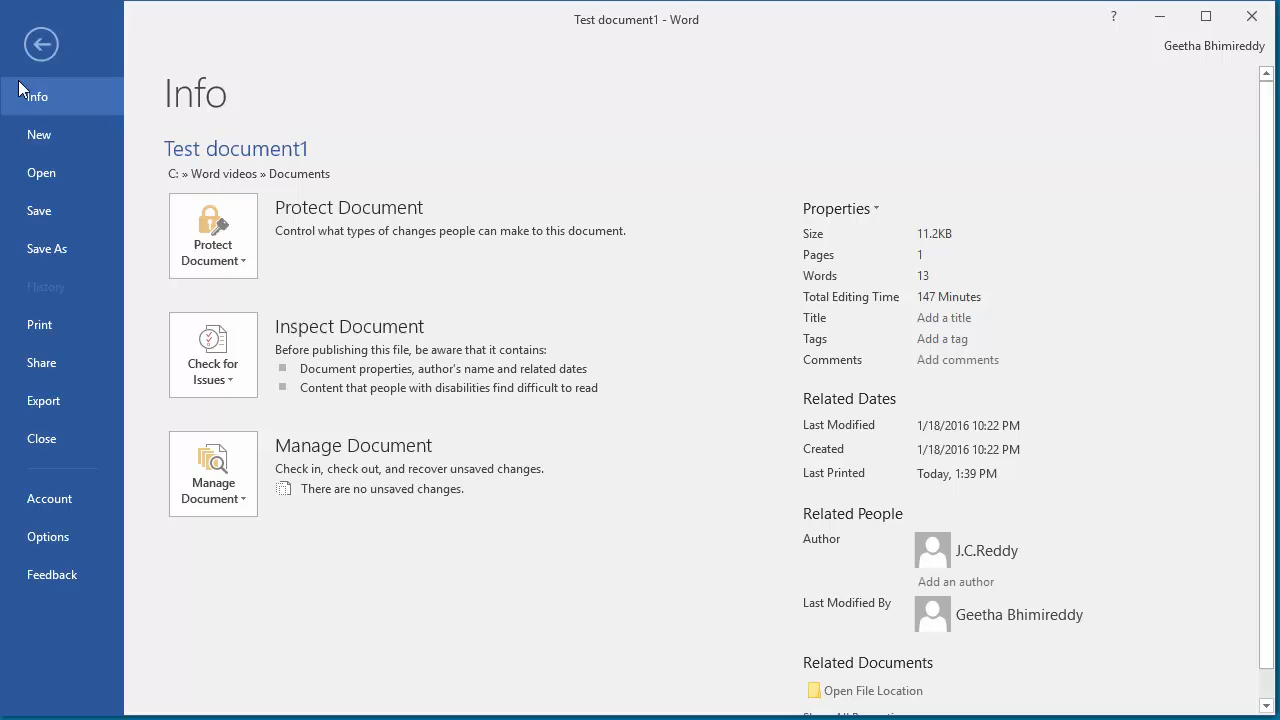 Test document1 - Word
?
Geetha Bhimireddy
Info
New
Open
Save
Save As
History
Print
Share
Export
Close
Account
Options
Feedback
Info
Test document1
C: » Word videos » Documents
Protect
Document
Protect Document
Control what types of changes people can make to this document.
Check for
Issues
Inspect Document
Before publishing this file, be aware that it contains:
Document properties, author's name and related dates
Content that people with disabilities find difficult to read
Manage
Document
Manage Document
Check in, check out, and recover unsaved changes.
There are no unsaved changes.
Properties
Size 11.2KB
Pages 1
Words 13
Total Editing Time 147 Minutes
Title Add a title
Tags Add a tag
Comments Add comments
Related Dates
Last Modified 1/18/2016 10:22 PM
Created 1/18/2016 10:22 PM
Last Printed Today, 1:39 PM
Related People
Author J.C.Reddy
Add an author
Last Modified By Geetha Bhimireddy
Related Documents
Open File Location